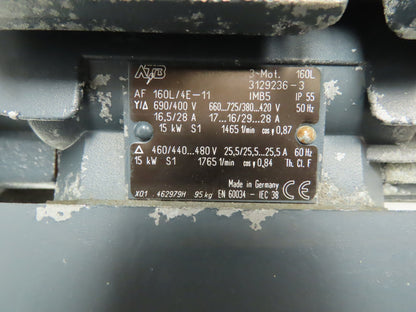 ATB 3-Mot. 160L
3129236-3
AF 160L/4E-11 IMB5 IP 55
Y/Δ 690/400 V 660...725/380...420 V 50 Hz
16,5/28 A 17...16/29...28 A
15 kW S1 1465 1/min cos φ 0,87
Δ 460/440...480 V 25,5/25,5...25,5 A 60 Hz
15 kW S1 1765 1/min cos φ 0,84 Th. Cl. F
Made in Germany CE
X01 462979H 95 kg EN 60034 - IEC 38